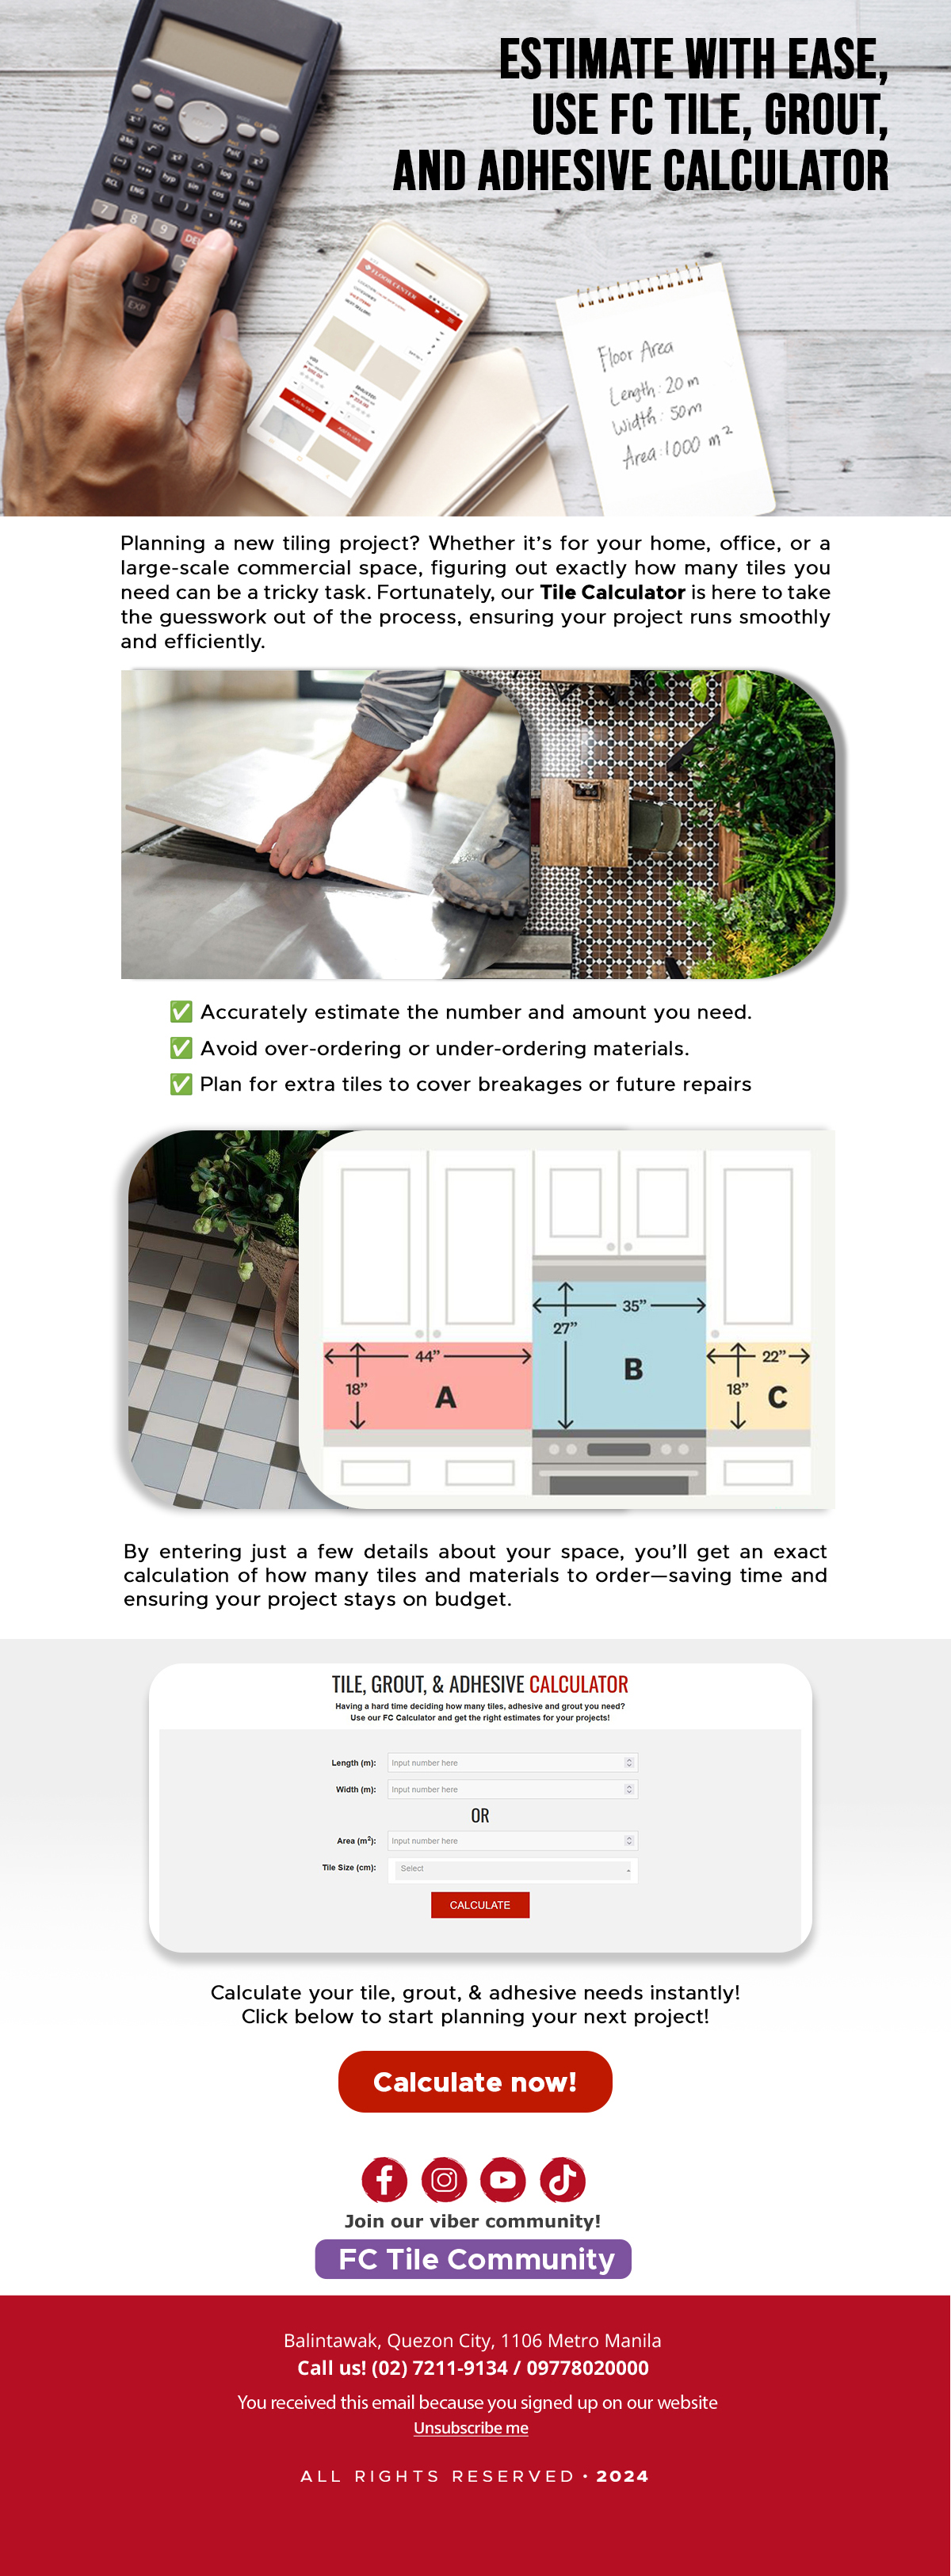 ESTIMATE WITH EASE,
USE FC TILE, GROUT,
AND ADHESIVE CALCULATOR
FLOOR CENTER
Add to cart
Add to cart
Floor Area
Length: 20 m
Width: 50m
Area: 1000 m²
Planning a new tiling project? Whether it's for your home, office, or a
large-scale commercial space, figuring out exactly how many tiles you
need can be a tricky task. Fortunately, our Tile Calculator is here to take
the guesswork out of the process, ensuring your project runs smoothly
and efficiently.
✅ Accurately estimate the number and amount you need.
✅ Avoid over-ordering or under-ordering materials.
✅ Plan for extra tiles to cover breakages or future repairs
35”
27”
B
44”
18”
A
22”
18”
C
By entering just a few details about your space, you’ll get an exact
calculation of how many tiles and materials to order—saving time and
ensuring your project stays on budget.
TILE, GROUT, & ADHESIVE CALCULATOR
Having a hard time deciding how many tiles, adhesive and grout you need?
Use our FC Calculator and get the right estimates for your projects!
Length (m): Input number here
Width (m): Input number here
OR
Area (m²): Input number here
Tile Size (cm): Select
CALCULATE
Calculate your tile, grout, & adhesive needs instantly!
Click below to start planning your next project!
Calculate now!
Join our viber community!
FC Tile Community
Balintawak, Quezon City, 1106 Metro Manila
Call us! (02) 7211-9134 / 09778020000
You received this email because you signed up on our website
Unsubscribe me
ALL RIGHTS RESERVED • 2024